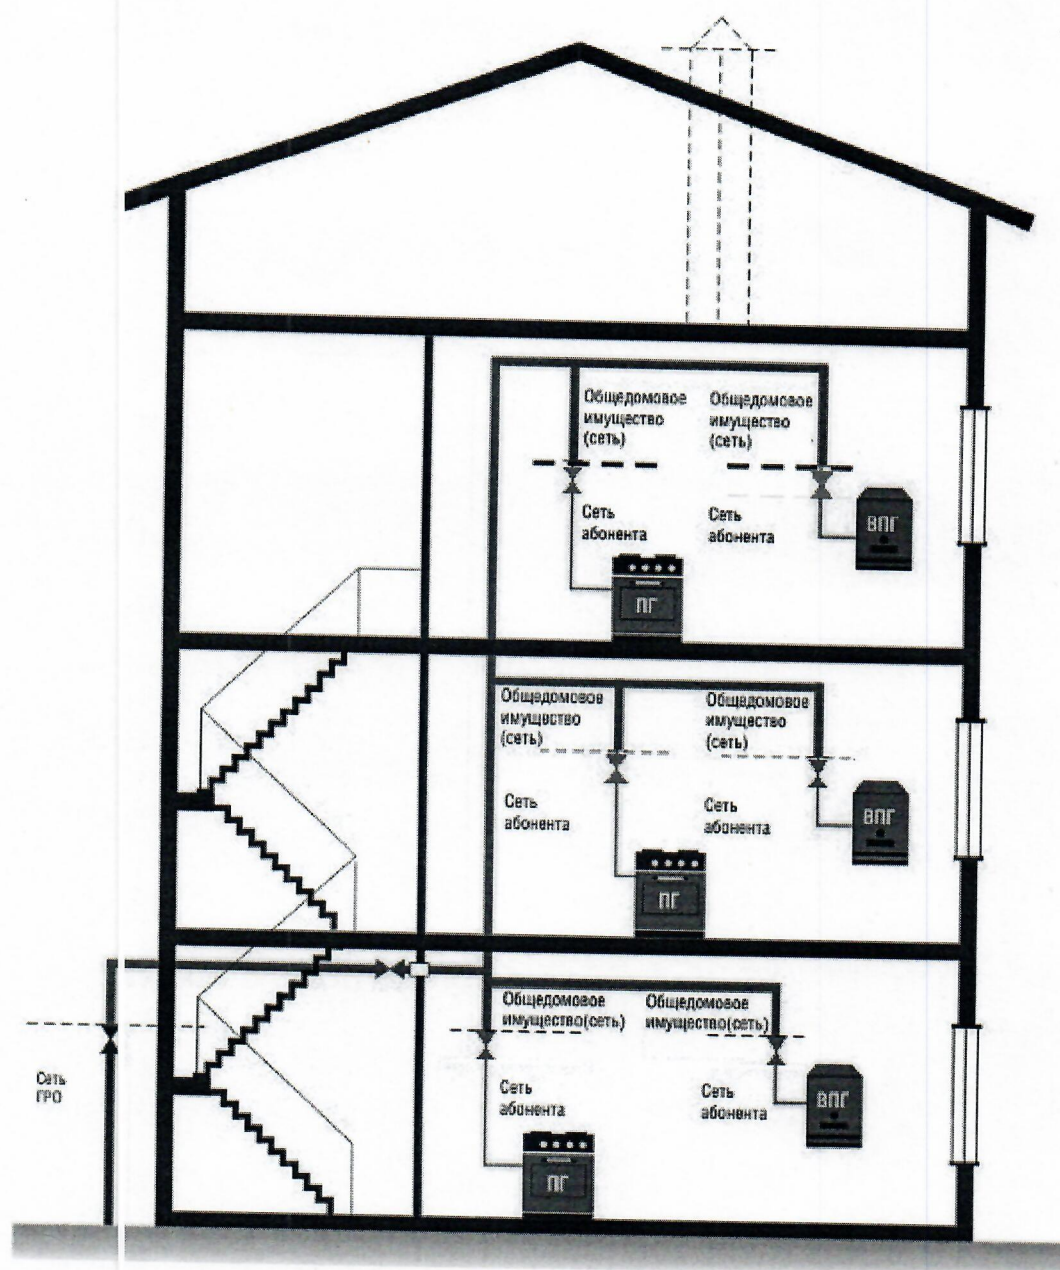 Общедомовое
имущество
(сеть)
Общедомовое
имущество
(сеть)
Сеть
абонента
Сеть
абонента
ВПГ
ПГ
Общедомовое
имущество
(сеть)
Общедомовое
имущество
(сеть)
Сеть
абонента
Сеть
абонента
ВПГ
ПГ
Общедомовое
имущество(сеть)
Общедомовое
имущество(сеть)
Сеть
ГРО
Сеть
абонента
Сеть
абонента
ВПГ
ПГ